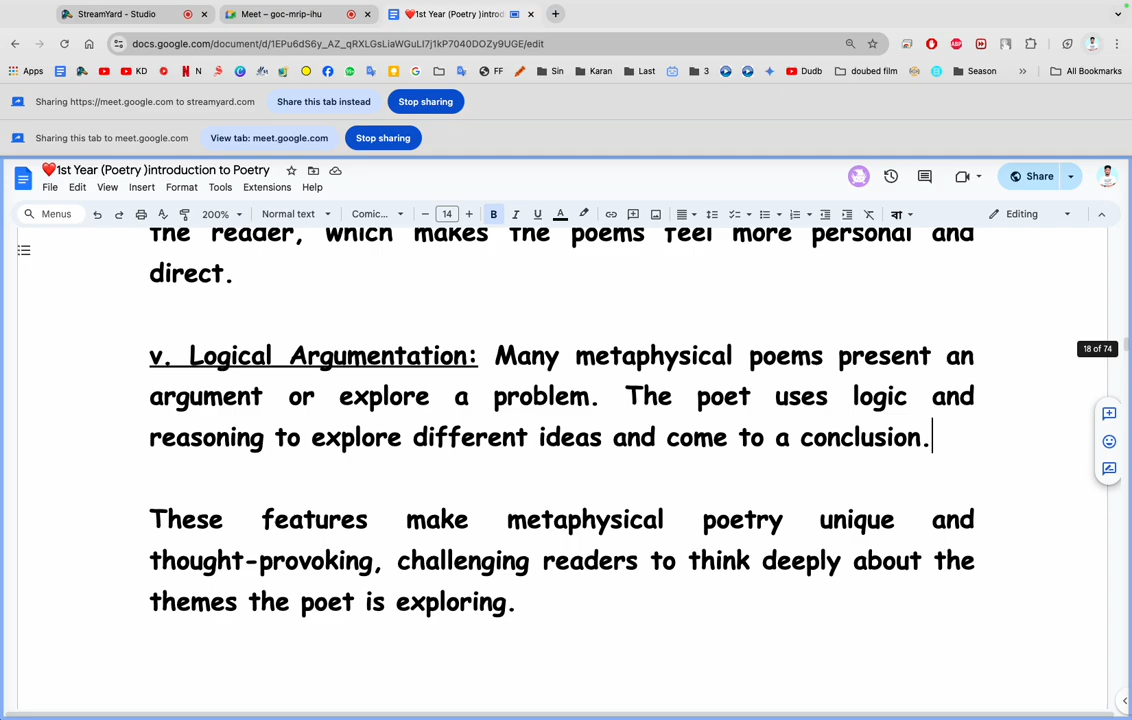 StreamYard - Studio
Meet – goc-mrip-ihu
❤️1st Year (Poetry )introd
docs.google.com/document/d/1EPu6dS6y_AZ_qRXLGsLiaWGuLI7j1kP7040DOZy9UGE/edit
Apps KD N FF Sin Karan Last 3 Dudb doubed film Season All Bookmarks
Sharing https://meet.google.com to streamyard.com Share this tab instead Stop sharing
Sharing this tab to meet.google.com View tab: meet.google.com Stop sharing
❤️1st Year (Poetry )introduction to Poetry
File Edit View Insert Format Tools Extensions Help
Share
Menus 200% Normal text Comic... 14 B I U A বা Editing
the reader, which makes the poems feel more personal and
direct.
v. Logical Argumentation: Many metaphysical poems present an
18 of 74
argument or explore a problem. The poet uses logic and
reasoning to explore different ideas and come to a conclusion.
These features make metaphysical poetry unique and
thought-provoking, challenging readers to think deeply about the
themes the poet is exploring.